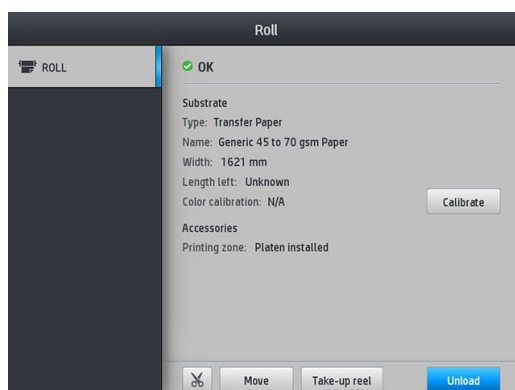 Roll
ROLL
OK
Substrate
Type: Transfer Paper
Name: Generic 45 to 70 gsm Paper
Width: 1621 mm
Length left: Unknown
Color calibration: N/A
Calibrate
Accessories
Printing zone: Platen installed
Move
Take-up reel
Unload